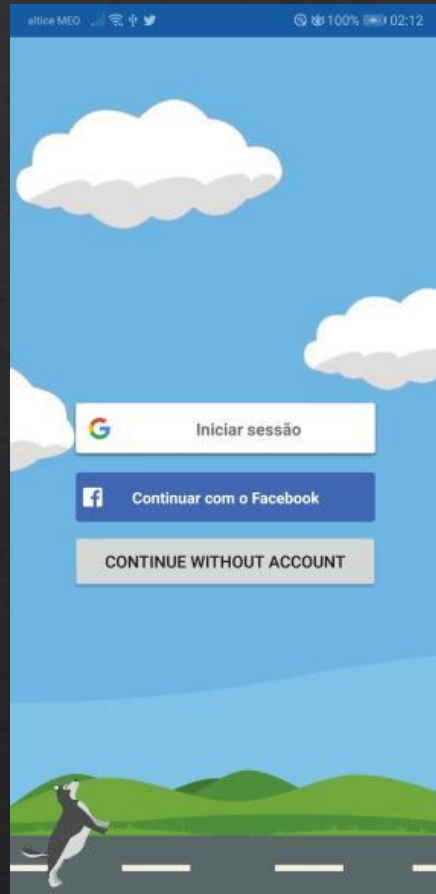 altice MEO 100% 02:12
Iniciar sessão
Continuar com o Facebook
CONTINUE WITHOUT ACCOUNT